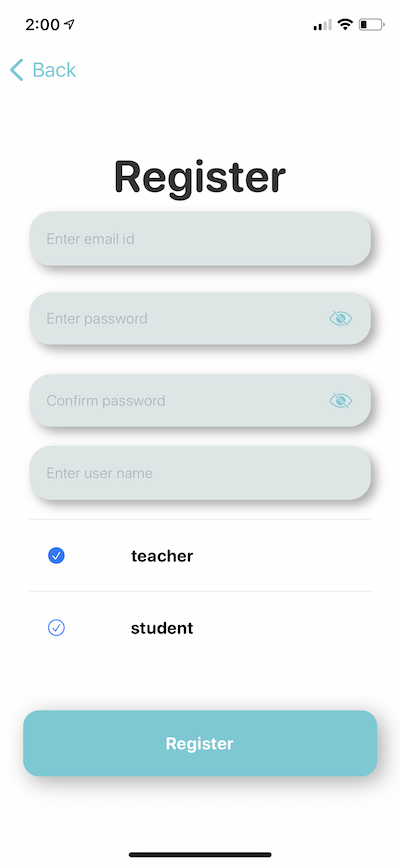 2:00
Back
Register
Enter email id
Enter password
Confirm password
Enter user name
teacher
student
Register